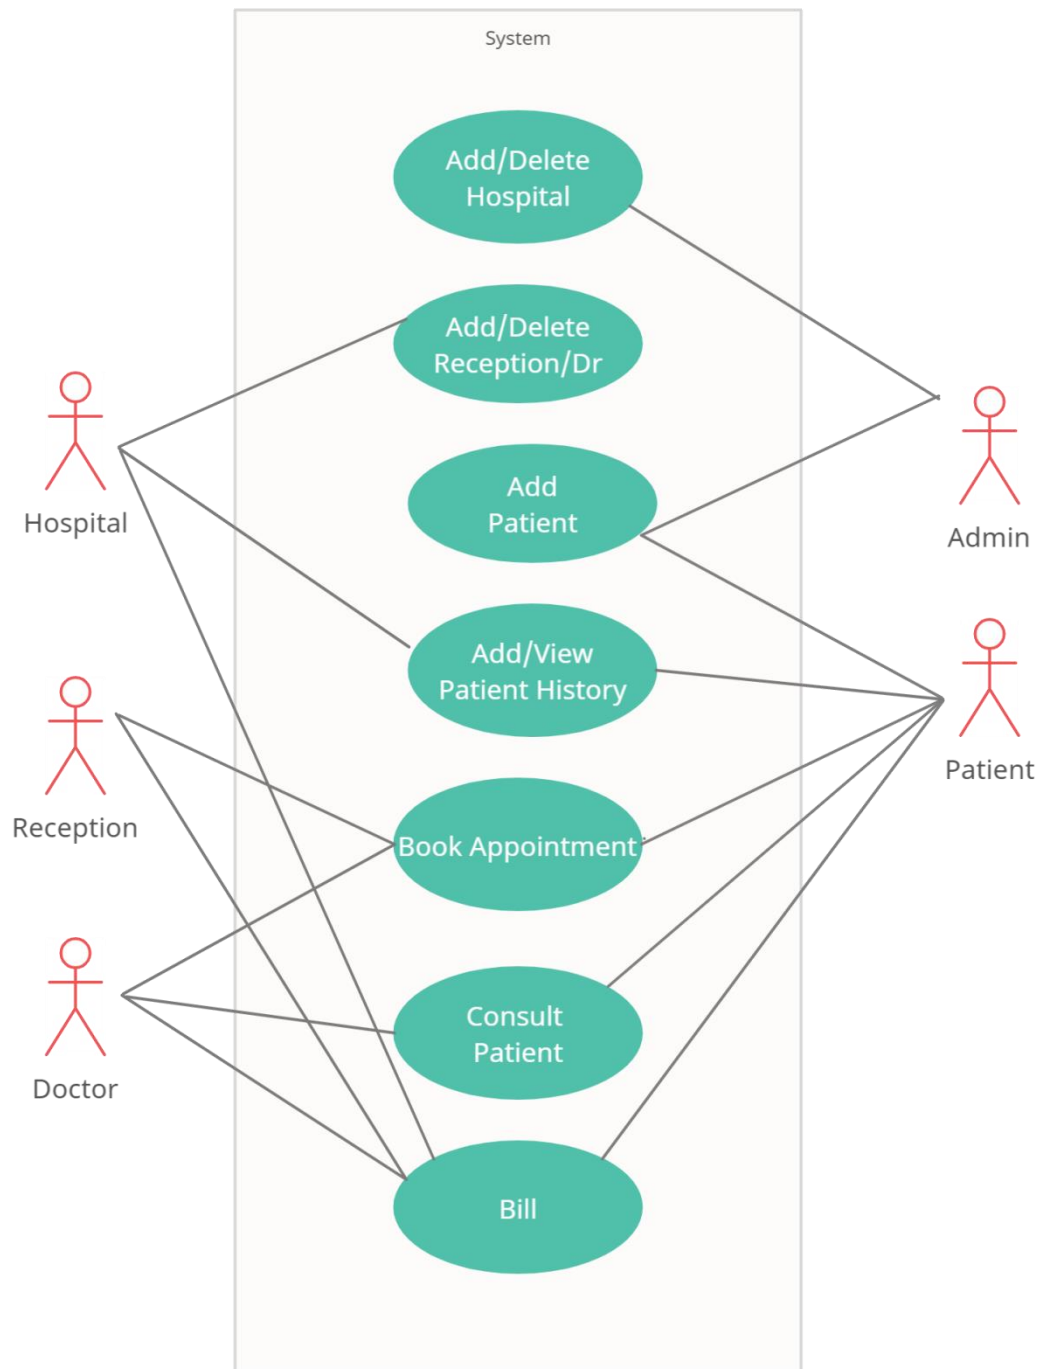 System
Add/Delete
Hospital
Add/Delete
Reception/Dr
Hospital
Add
Patient
Admin
Add/View
Patient History
Patient
Reception
Book Appointment
Consult
Patient
Doctor
Bill